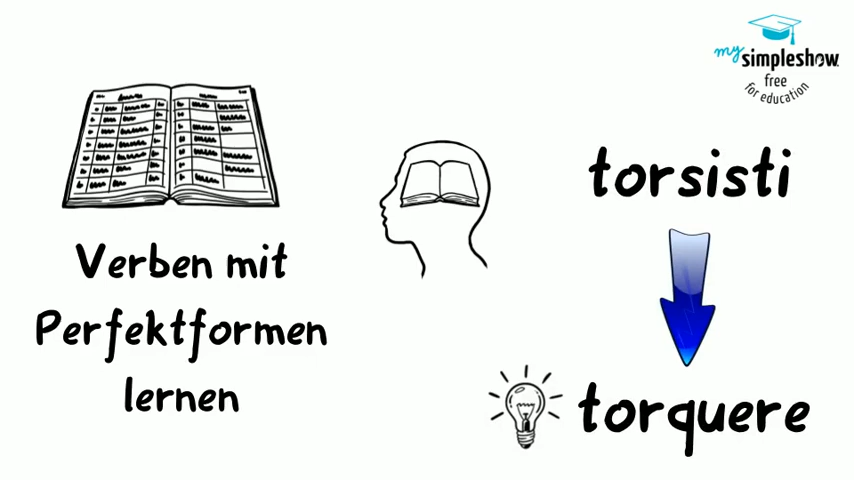 my
simpleshow
free
for education
Verben mit
Perfektformen
lernen
torsisti
torquere